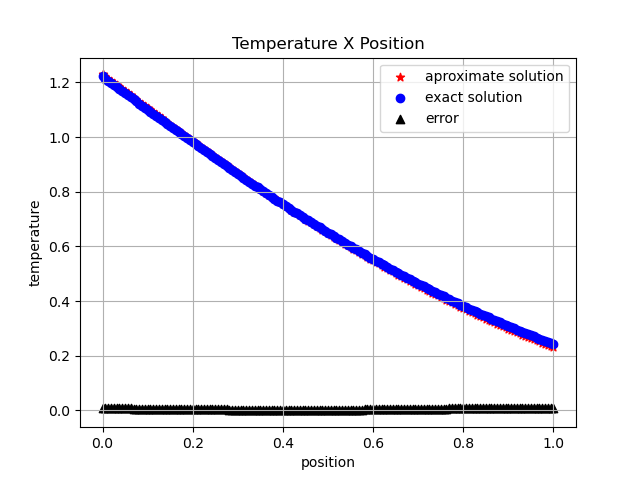 Temperature X Position
aproximate solution
exact solution
error
temperature
1.2
1.0
0.8
0.6
0.4
0.2
0.0
0.0 0.2 0.4 0.6 0.8 1.0
position